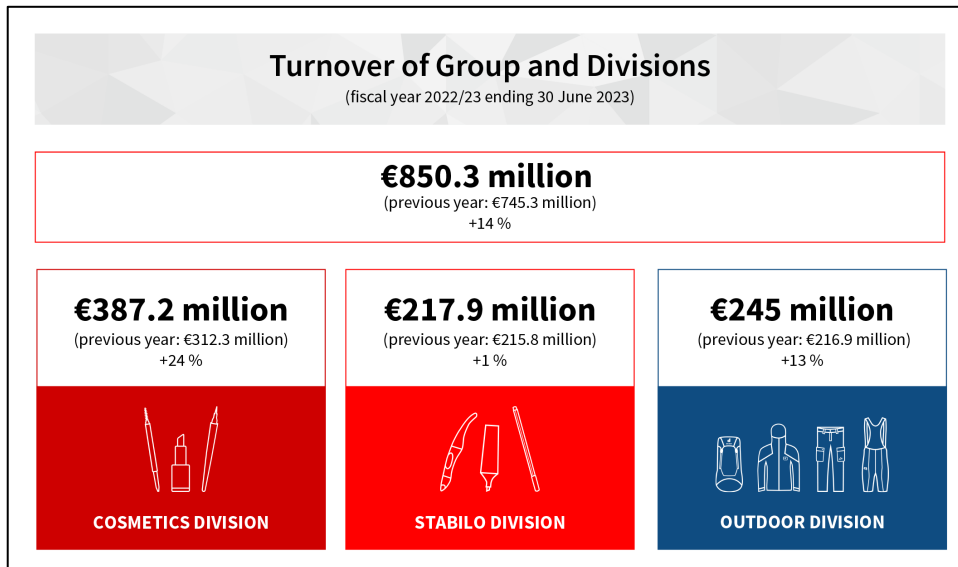 Turnover of Group and Divisions
(fiscal year 2022/23 ending 30 June 2023)
€850.3 million
(previous year: €745.3 million)
+14 %
€387.2 million
(previous year: €312.3 million)
+24 %
COSMETICS DIVISION
€217.9 million
(previous year: €215.8 million)
+1 %
STABILO DIVISION
€245 million
(previous year: €216.9 million)
+13 %
OUTDOOR DIVISION